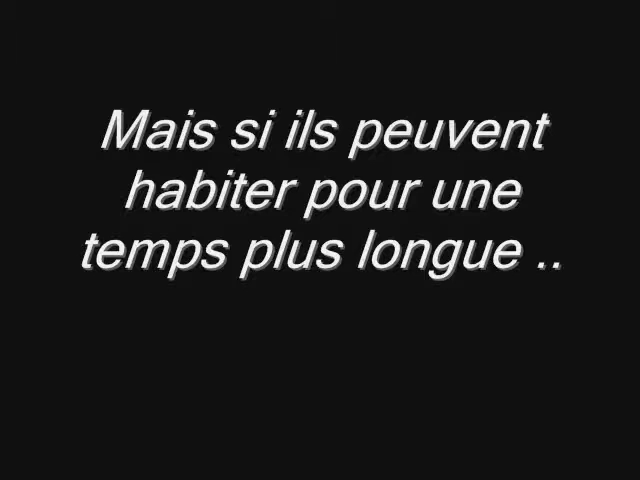 Mais si ils peuvent
habiter pour une
temps plus longue ..